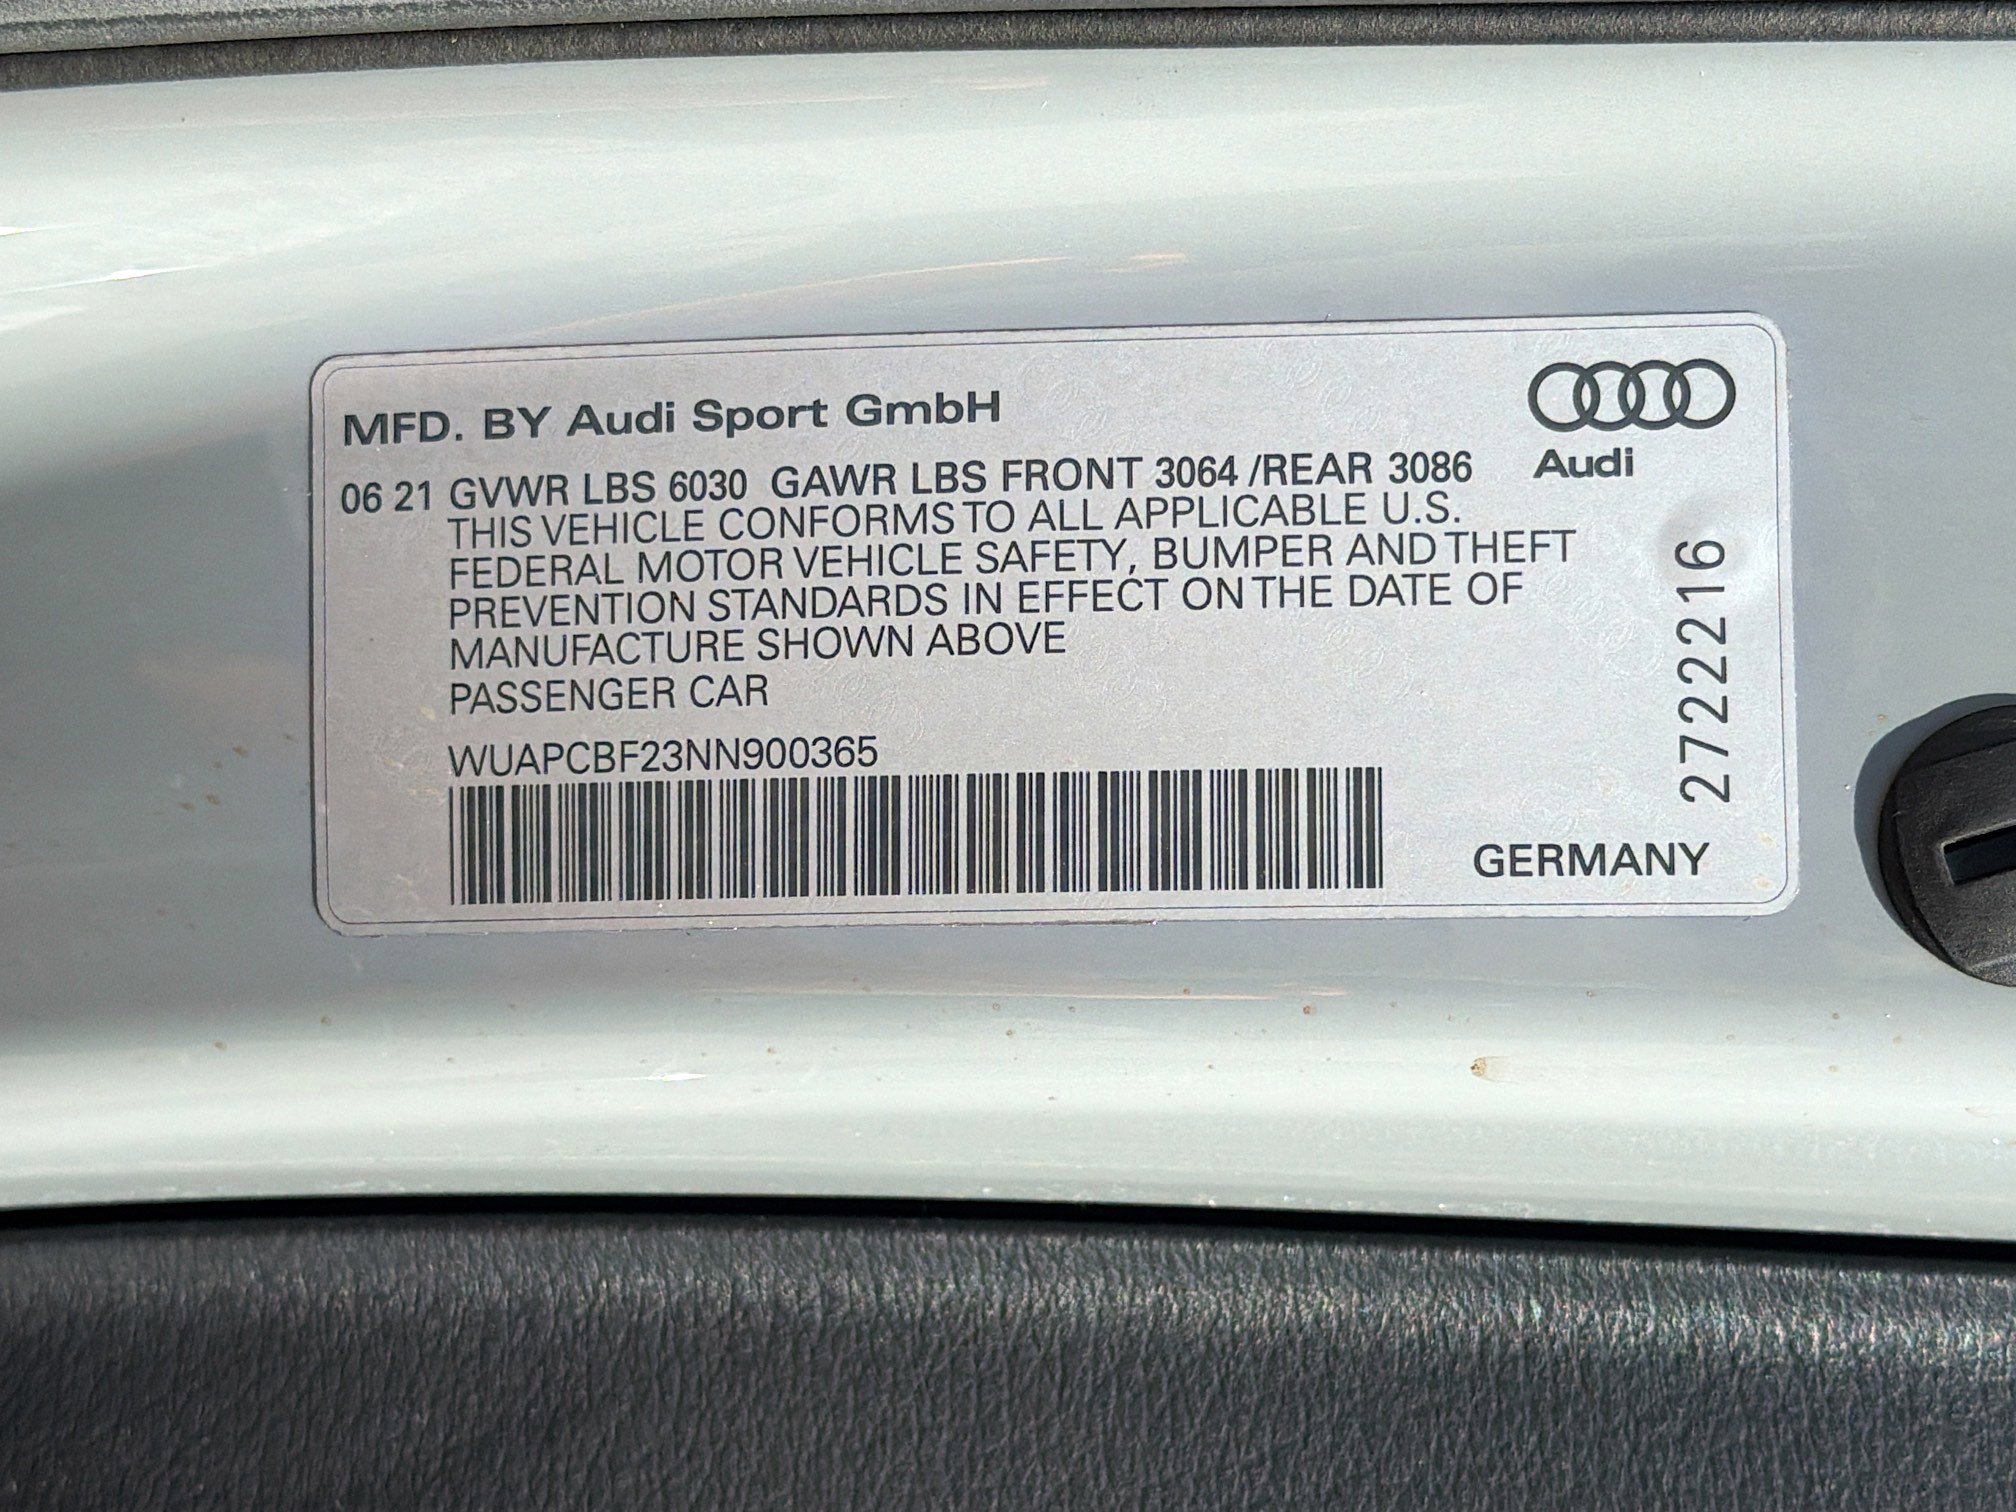 MFD. BY Audi Sport GmbH
Audi
06 21 GVWR LBS 6030 GAWR LBS FRONT 3064 /REAR 3086
THIS VEHICLE CONFORMS TO ALL APPLICABLE U.S.
FEDERAL MOTOR VEHICLE SAFETY, BUMPER AND THEFT
PREVENTION STANDARDS IN EFFECT ON THE DATE OF
MANUFACTURE SHOWN ABOVE
PASSENGER CAR
WUAPCBF23NN900365
2722216
GERMANY